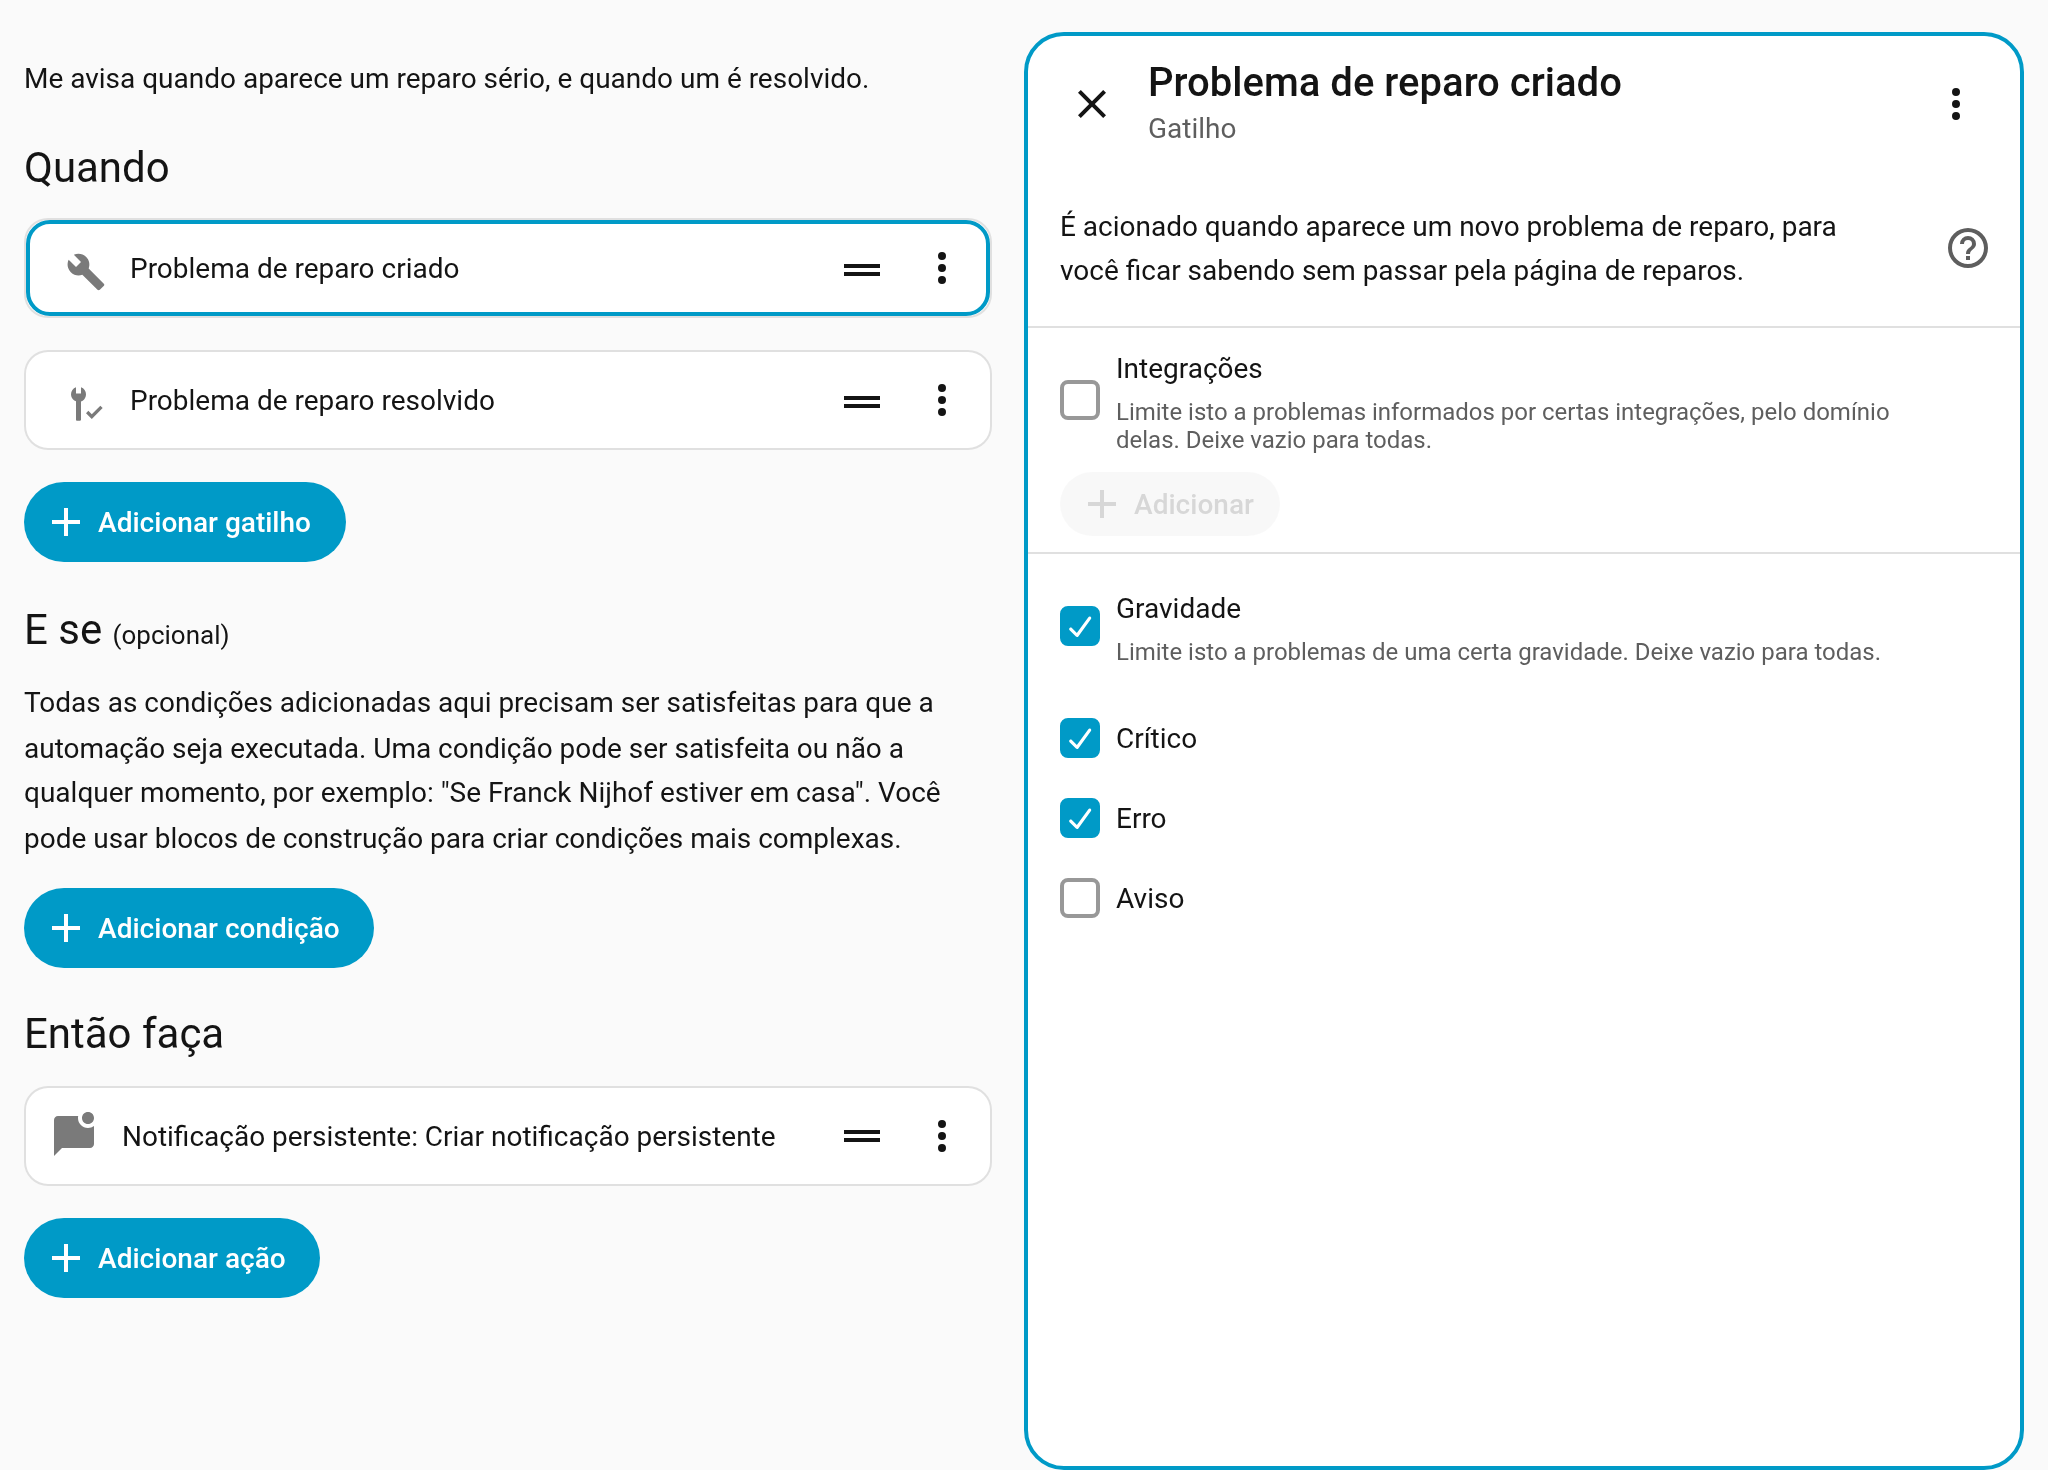 Me avisa quando aparece um reparo sério, e quando um é resolvido.
Quando
Problema de reparo criado
Problema de reparo resolvido
Adicionar gatilho
E se (opcional)
Todas as condições adicionadas aqui precisam ser satisfeitas para que a
automação seja executada. Uma condição pode ser satisfeita ou não a
qualquer momento, por exemplo: "Se Franck Nijhof estiver em casa". Você
pode usar blocos de construção para criar condições mais complexas.
Adicionar condição
Então faça
Notificação persistente: Criar notificação persistente
Adicionar ação
Problema de reparo criado
Gatilho
É acionado quando aparece um novo problema de reparo, para
você ficar sabendo sem passar pela página de reparos.
Integrações
Limite isto a problemas informados por certas integrações, pelo domínio
delas. Deixe vazio para todas.
Adicionar
Gravidade
Limite isto a problemas de uma certa gravidade. Deixe vazio para todas.
Crítico
Erro
Aviso